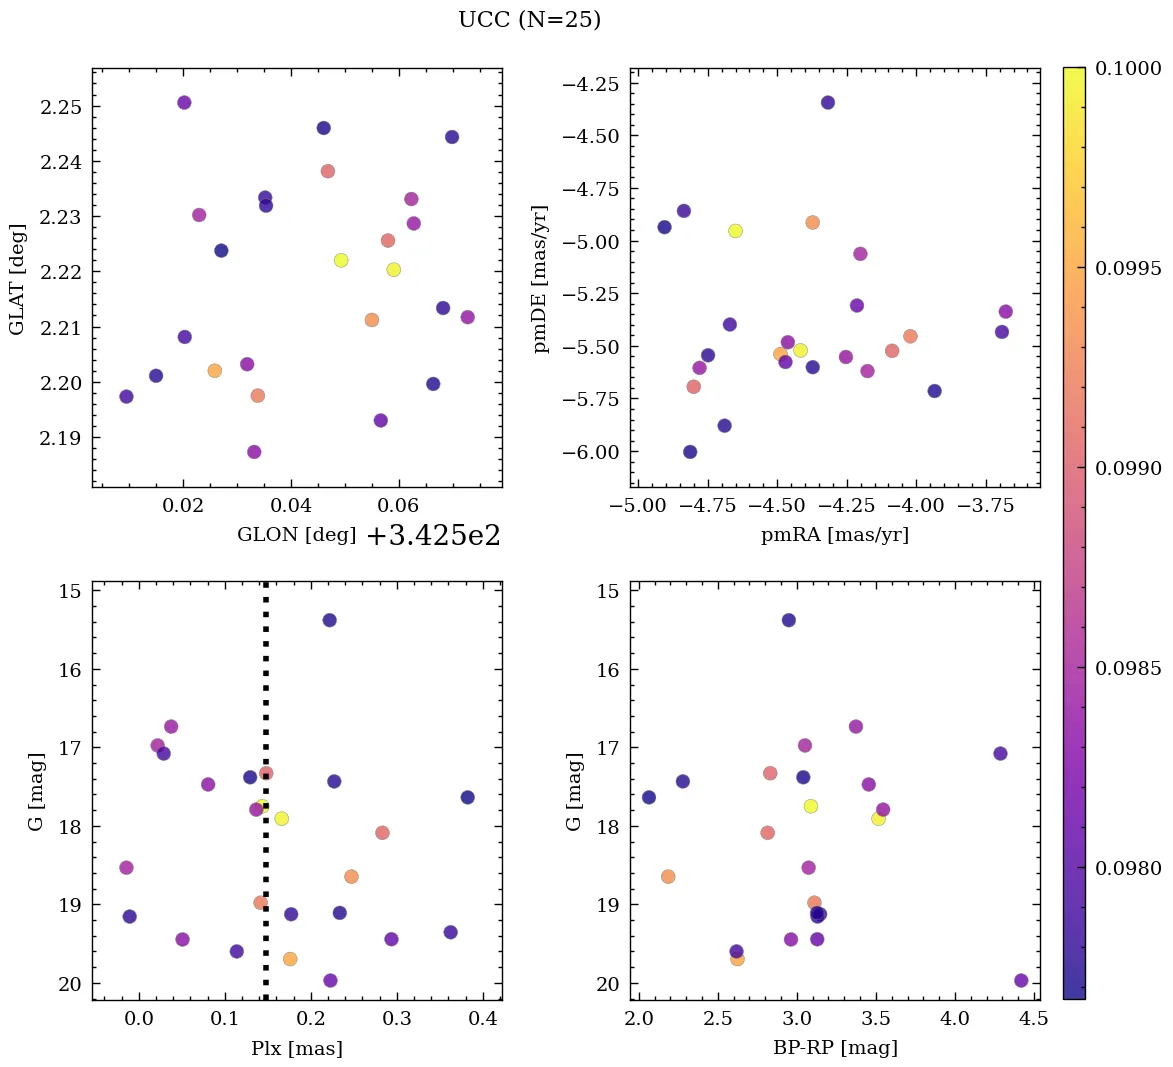 UCC (N=25)
2.25
2.24
2.23
2.22
2.21
2.20
2.19
GLAT [deg]
0.02 0.04 0.06
GLON [deg] +3.425e2
−4.25
−4.50
−4.75
−5.00
−5.25
−5.50
−5.75
−6.00
pmDE [mas/yr]
−5.00 −4.75 −4.50 −4.25 −4.00 −3.75
pmRA [mas/yr]
15
16
17
18
19
20
G [mag]
0.0 0.1 0.2 0.3 0.4
Plx [mas]
15
16
17
18
19
20
G [mag]
2.0 2.5 3.0 3.5 4.0 4.5
BP-RP [mag]
0.1000
0.0995
0.0990
0.0985
0.0980